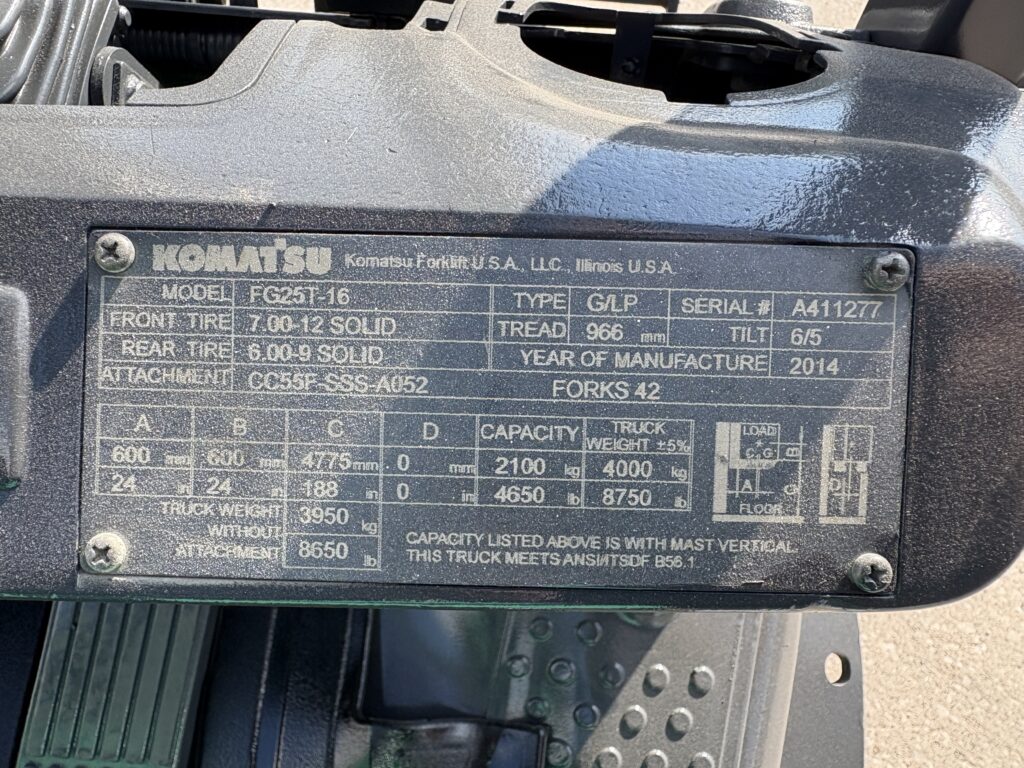 KOMATSU Komatsu Forklift U.S.A., LLC., Illinois U.S.A.
MODEL FG25T-16 TYPE G/LP SERIAL # A411277
FRONT TIRE 7.00-12 SOLID TREAD 966 mm TILT 6/5
REAR TIRE 6.00-9 SOLID YEAR OF MANUFACTURE 2014
ATTACHMENT CC55F-SSS-A052 FORKS 42
A B C D CAPACITY TRUCK WEIGHT ±5%
600 mm 600 mm 4775 mm 0 mm 2100 kg 4000 kg
24 in 24 in 188 in 0 in 4650 lb 8750 lb
TRUCK WEIGHT WITHOUT ATTACHMENT 3950 kg
8650 lb
CAPACITY LISTED ABOVE IS WITH MAST VERTICAL.
THIS TRUCK MEETS ANSI/ITSDF B56.1
LOAD
C G B
A C D
FLOOR